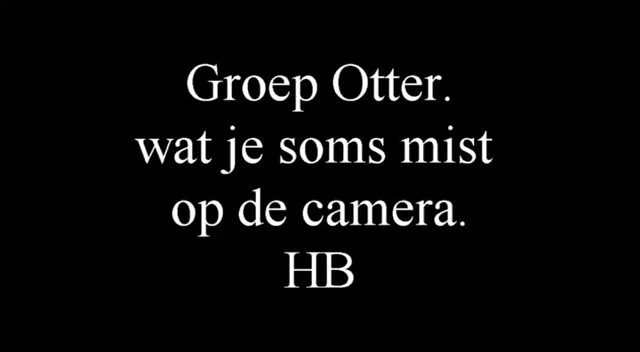 Groep Otter.
wat je soms mist
op de camera.
HB